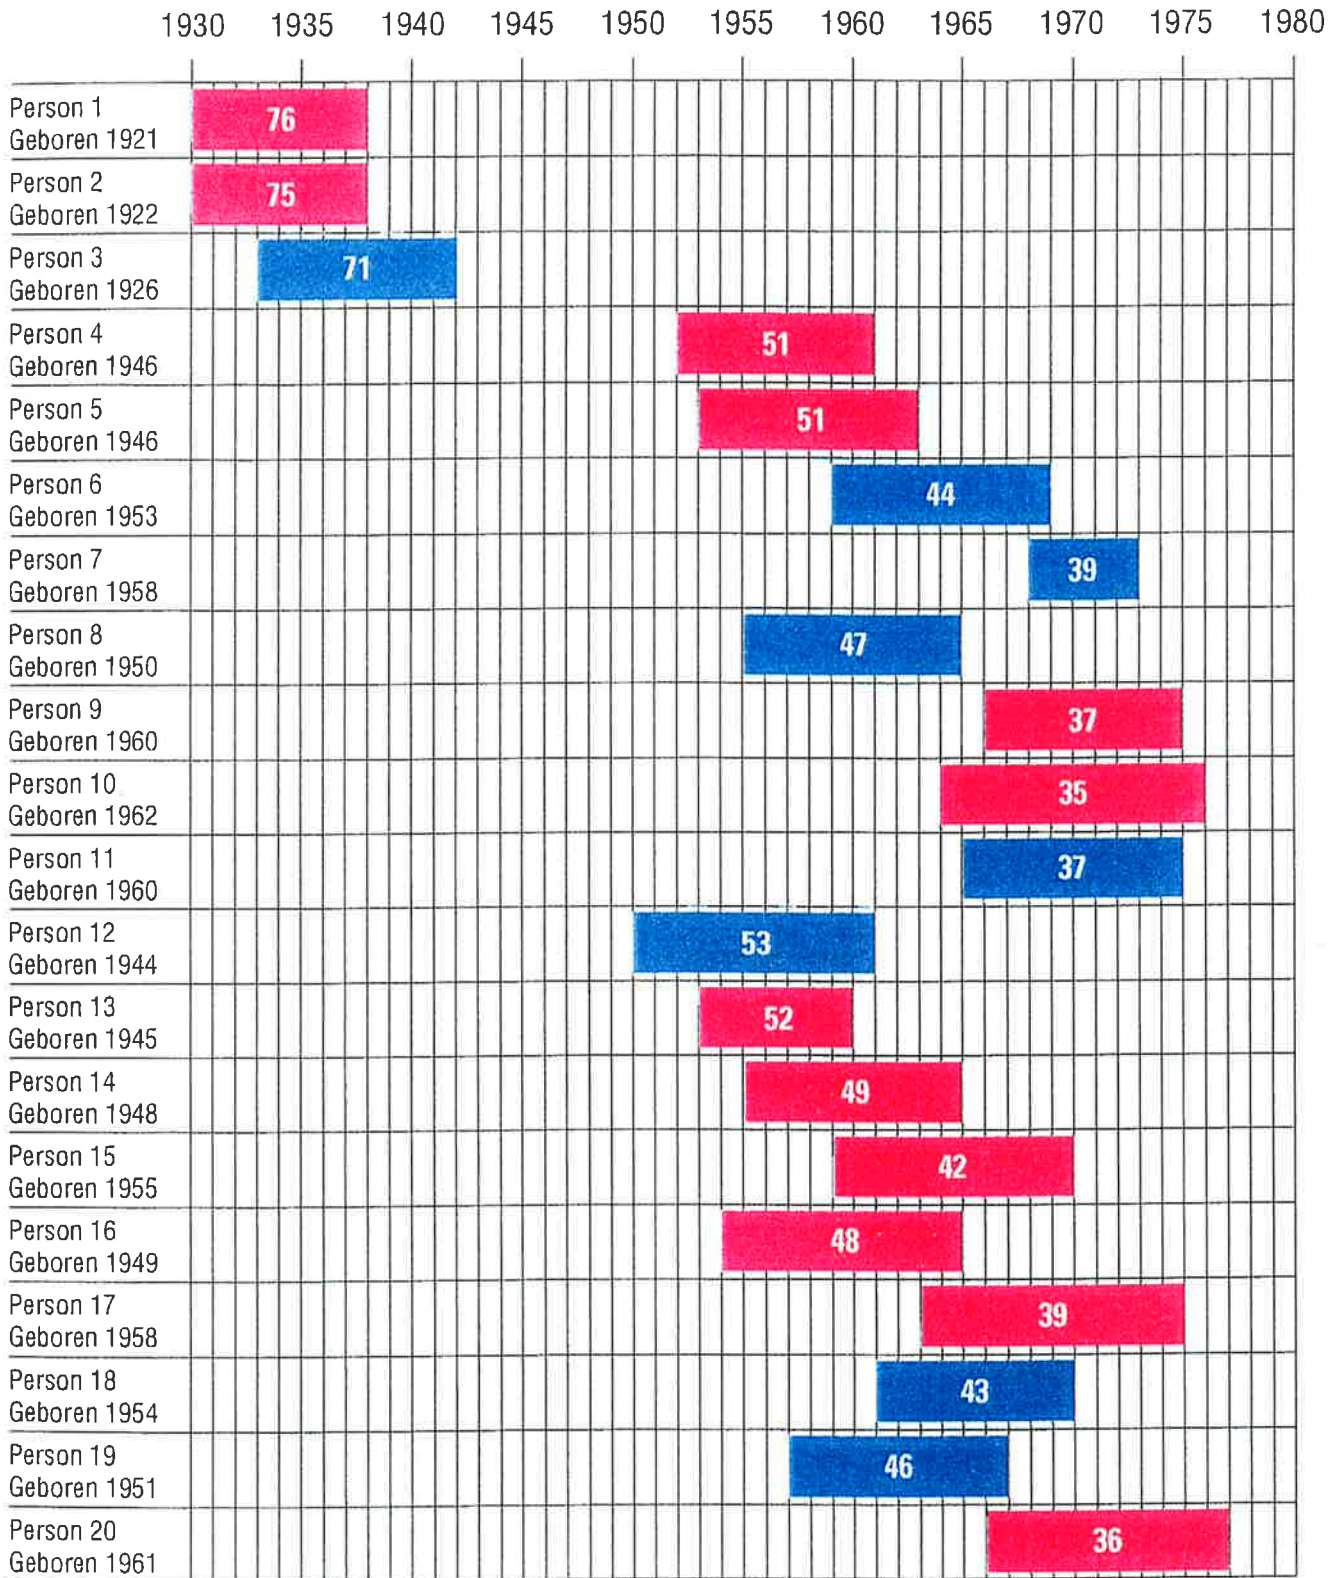 1930 1935 1940 1945 1950 1955 1960 1965 1970 1975 1980
Person 1
Geboren 1921
76
Person 2
Geboren 1922
75
Person 3
Geboren 1926
71
Person 4
Geboren 1946
51
Person 5
Geboren 1946
51
Person 6
Geboren 1953
44
Person 7
Geboren 1958
39
Person 8
Geboren 1950
47
Person 9
Geboren 1960
37
Person 10
Geboren 1962
35
Person 11
Geboren 1960
37
Person 12
Geboren 1944
53
Person 13
Geboren 1945
52
Person 14
Geboren 1948
49
Person 15
Geboren 1955
42
Person 16
Geboren 1949
48
Person 17
Geboren 1958
39
Person 18
Geboren 1954
43
Person 19
Geboren 1951
46
Person 20
Geboren 1961
36